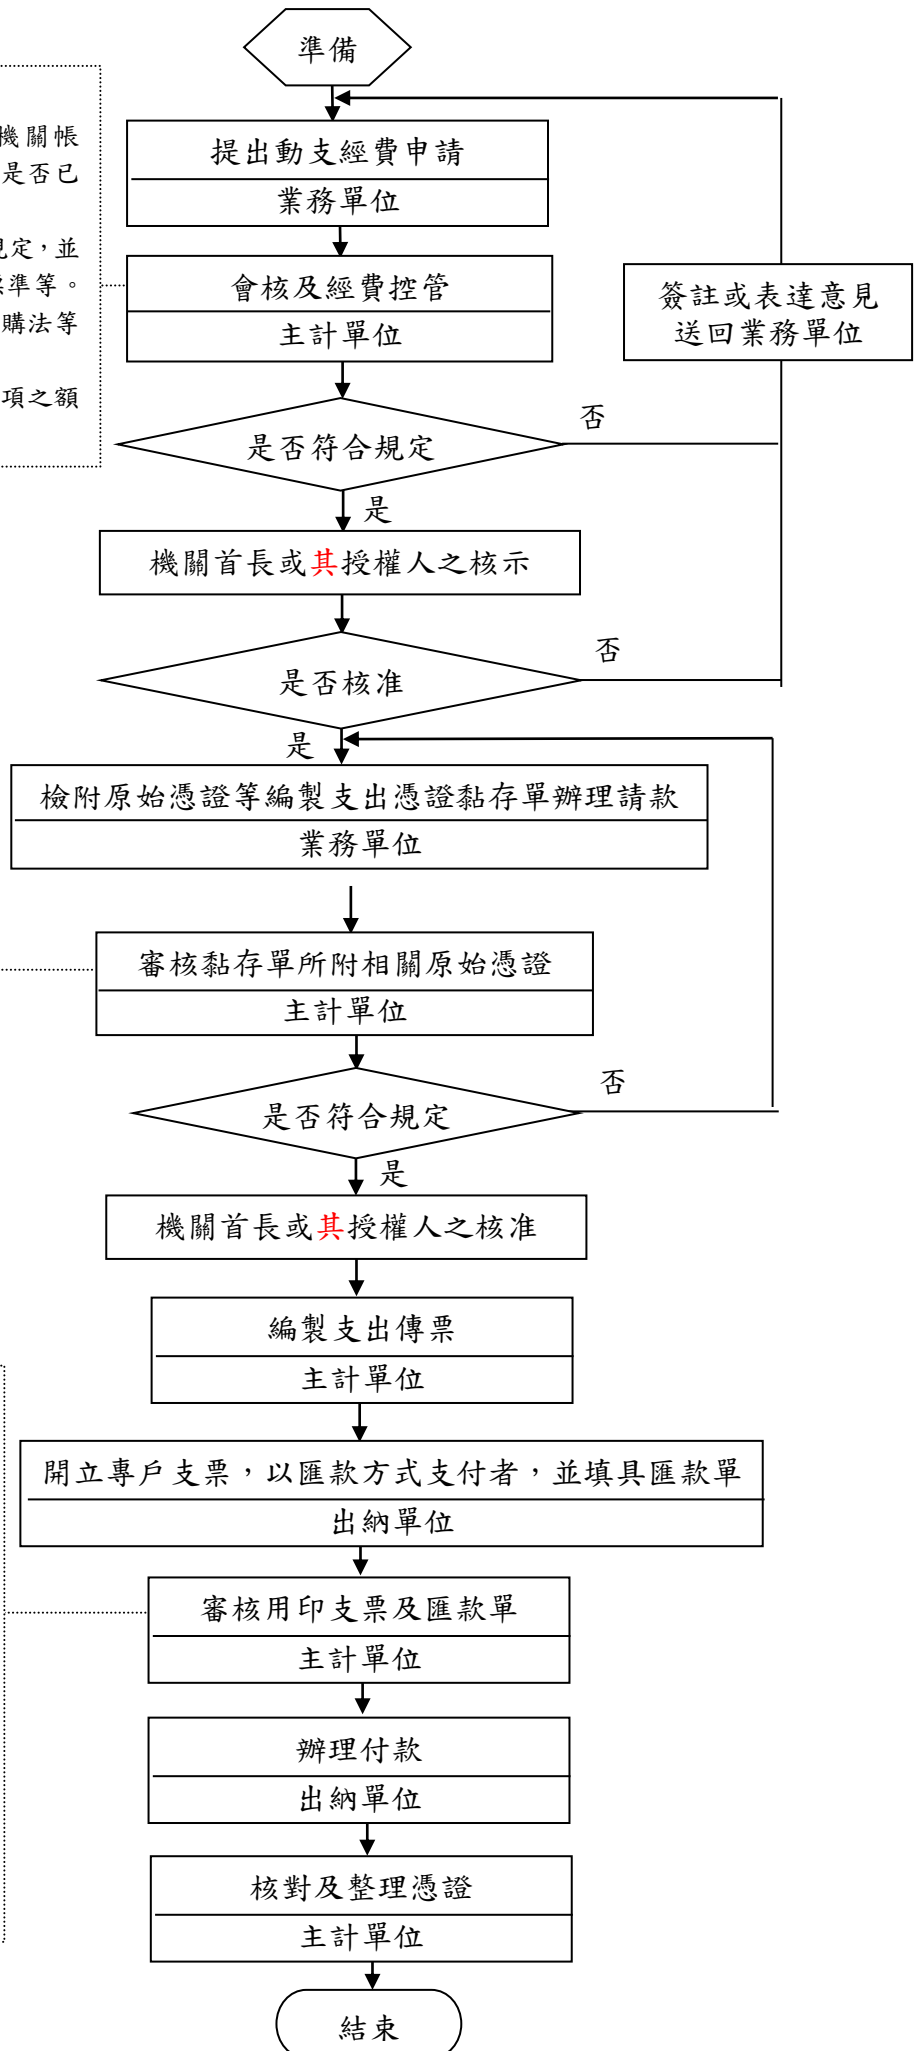 準備
機關帳
是否已
規定，並
標準等。
購法等
項之額
提出動支經費申請
業務單位
會核及經費控管
主計單位
簽註或表達意見
送回業務單位
是否符合規定
否
是
機關首長或其授權人之核示
是否核准
否
是
檢附原始憑證等編製支出憑證黏存單辦理請款
業務單位
審核黏存單所附相關原始憑證
主計單位
是否符合規定
否
是
機關首長或其授權人之核准
編製支出傳票
主計單位
開立專戶支票，以匯款方式支付者，並填具匯款單
出納單位
審核用印支票及匯款單
主計單位
辦理付款
出納單位
核對及整理憑證
主計單位
結束